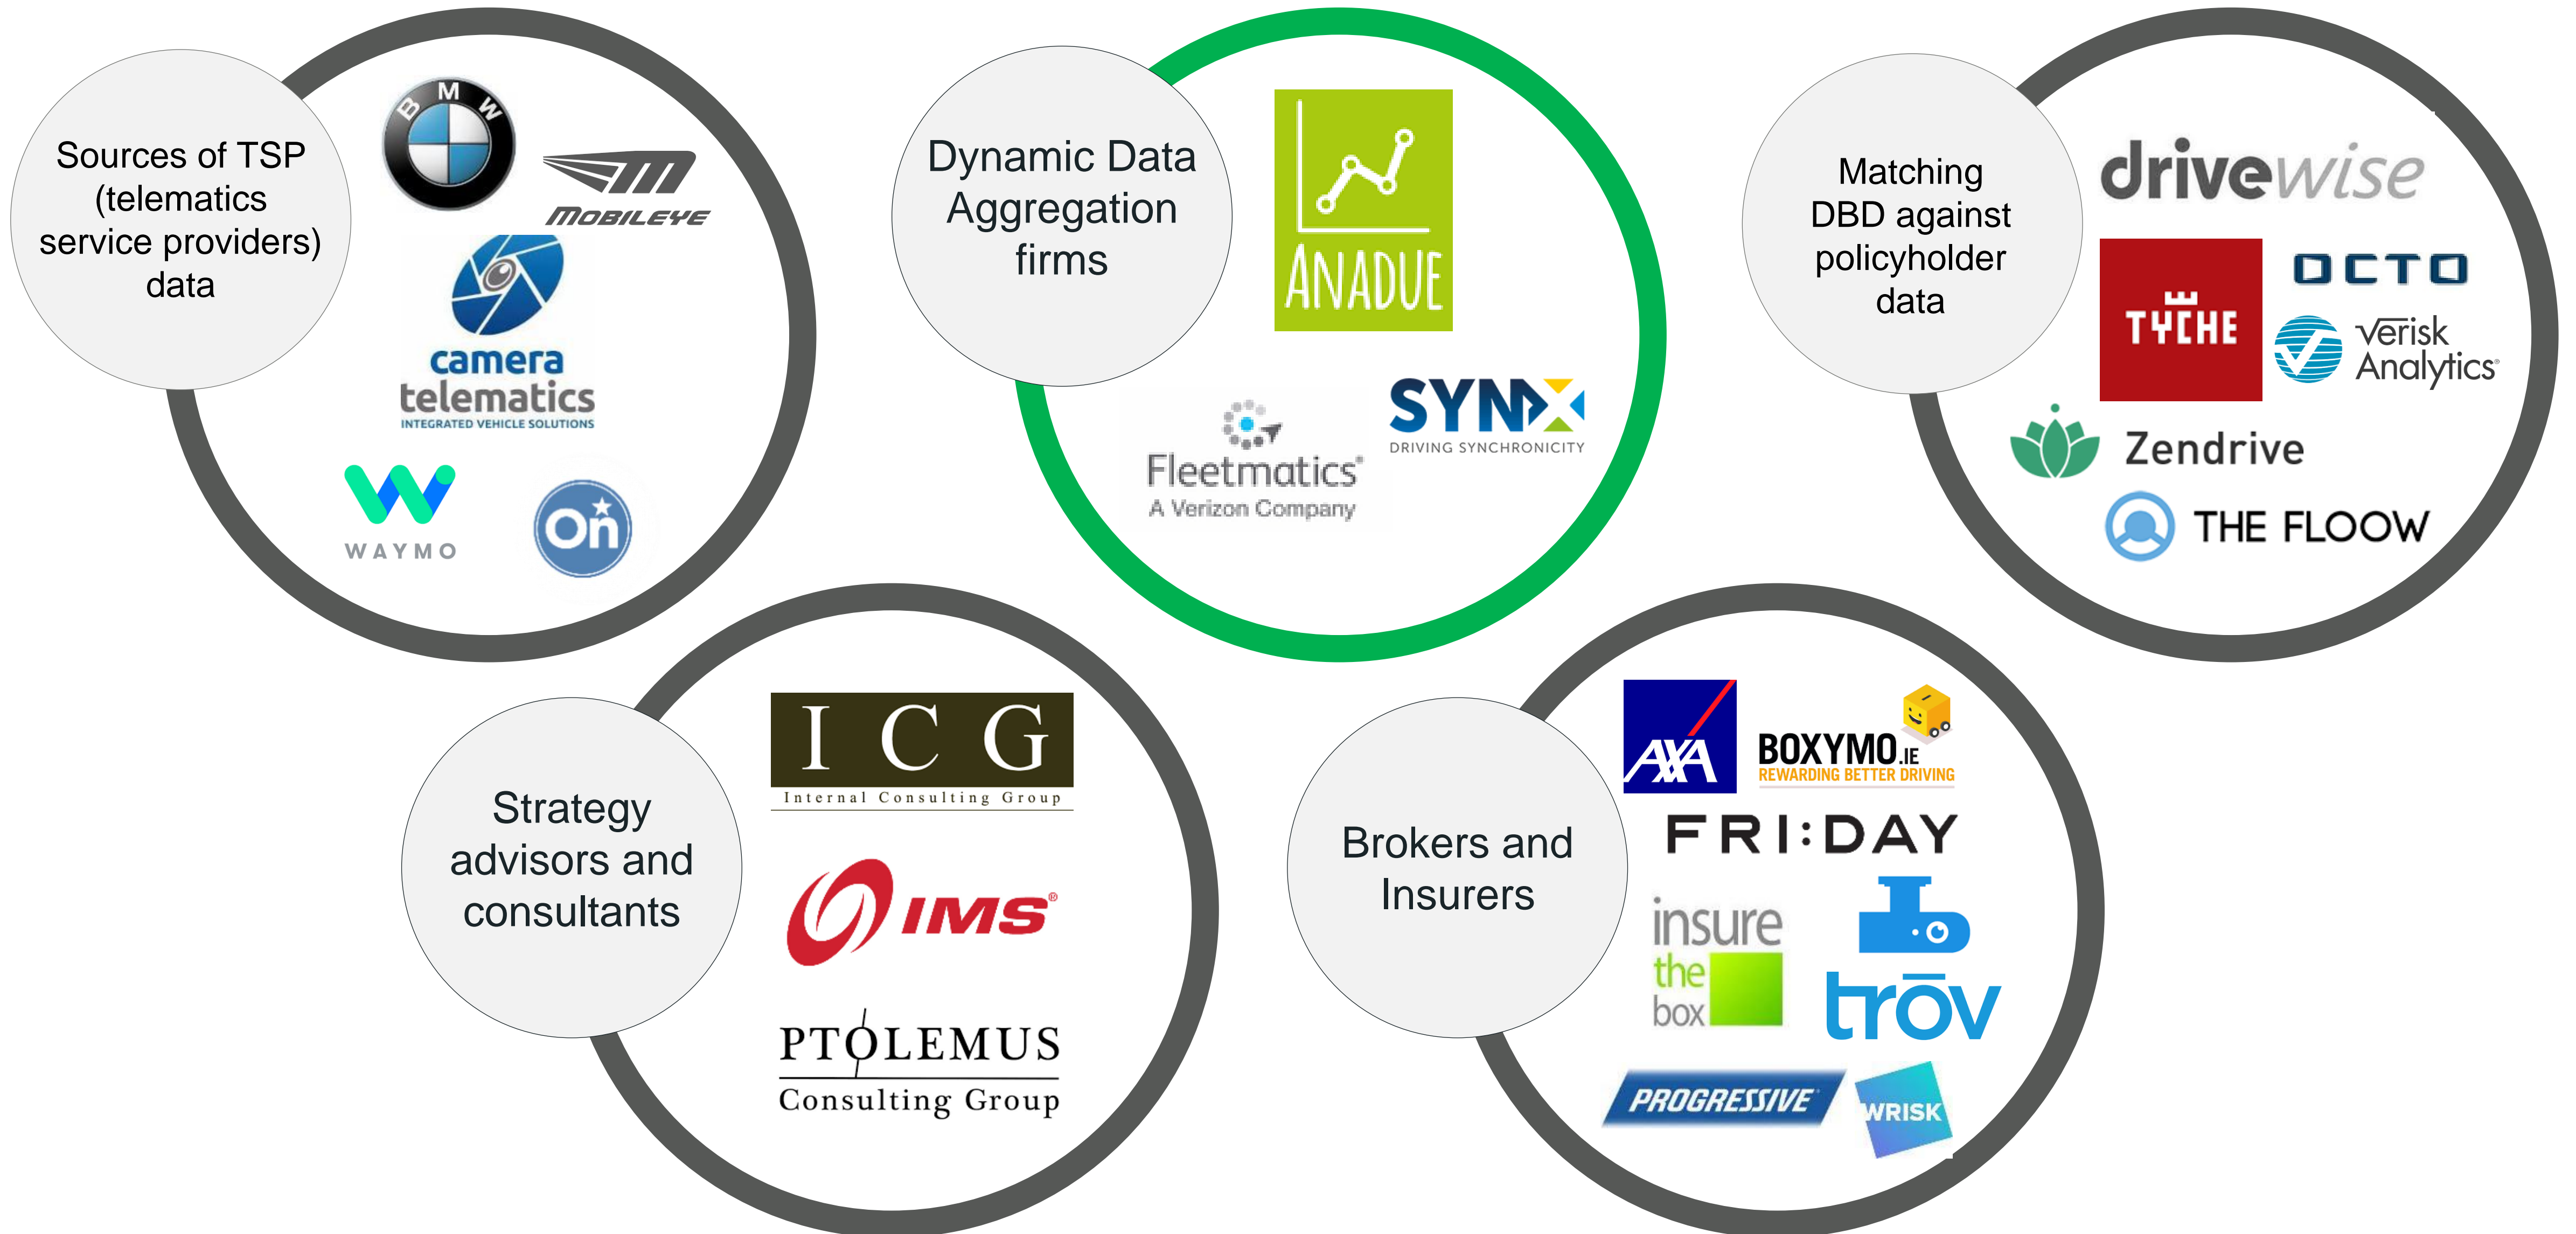 Sources of TSP
(telematics
service providers)
data
BMW
MOBILEYE
camera
telematics
INTEGRATED VEHICLE SOLUTIONS
WAYMO
On
Dynamic Data
Aggregation
firms
ANADUE
SYNX
DRIVING SYNCHRONICITY
Fleetmatics®
A Verizon Company
Matching
DBD against
policyholder
data
drivewise
TYCHE
OCTO
Verisk
Analytics®
Zendrive
THE FLOOW
Strategy
advisors and
consultants
I C G
Internal Consulting Group
IMS®
PTOLEMUS
Consulting Group
Brokers and
Insurers
AXA
BOXYMO.IE
REWARDING BETTER DRIVING
FRI:DAY
insure
the
box
trōv
PROGRESSIVE
WRISK